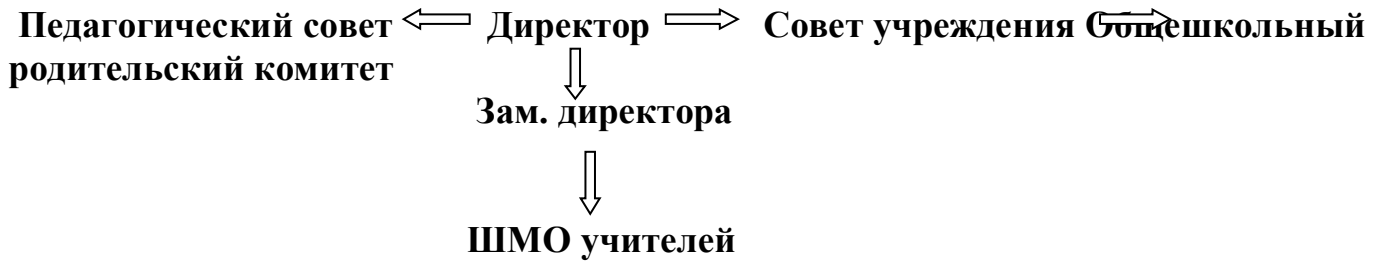 Педагогический совет Директор Совет учреждения Общешкольный
родительский комитет
Зам. директора
ШМО учителей